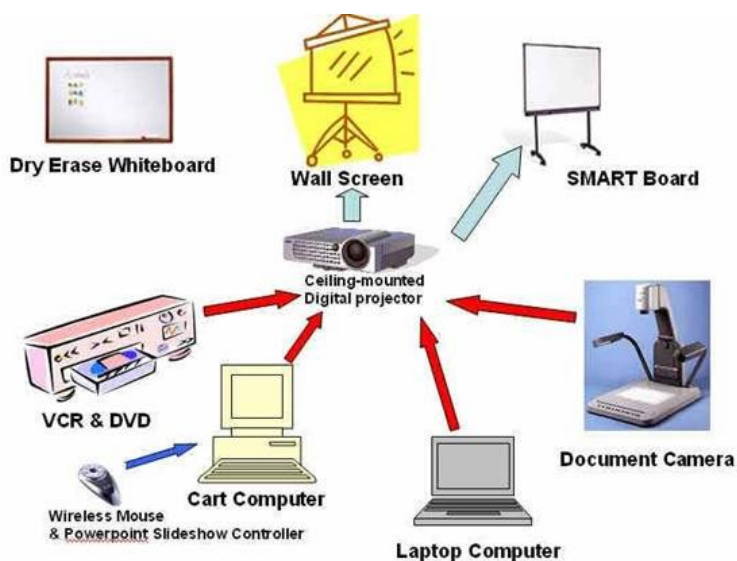 Dry Erase Whiteboard
Wall Screen
SMART Board
Ceiling-mounted
Digital projector
VCR & DVD
Cart Computer
Document Camera
Wireless Mouse
& Powerpoint Slideshow Controller
Laptop Computer